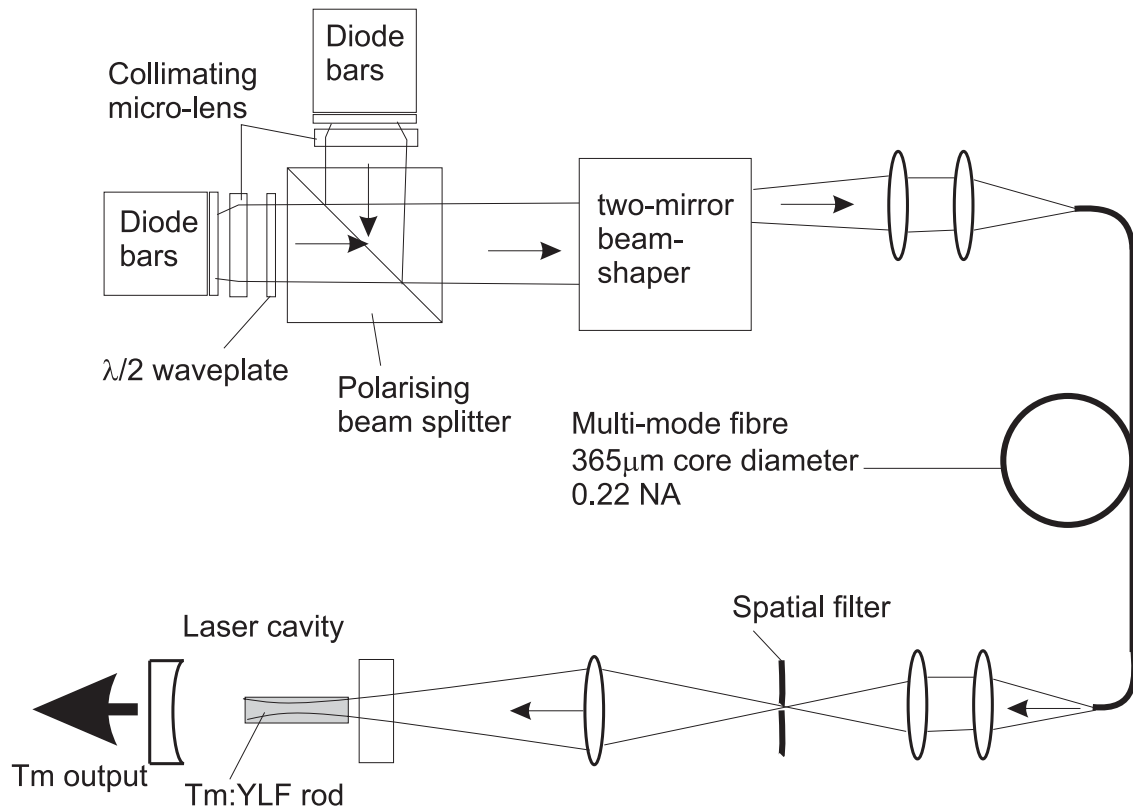 Diode
bars
Collimating
micro-lens
Diode
bars
two-mirror
beam-
shaper
λ/2 waveplate
Polarising
beam splitter
Multi-mode fibre
365μm core diameter
0.22 NA
Spatial filter
Laser cavity
Tm output
Tm:YLF rod